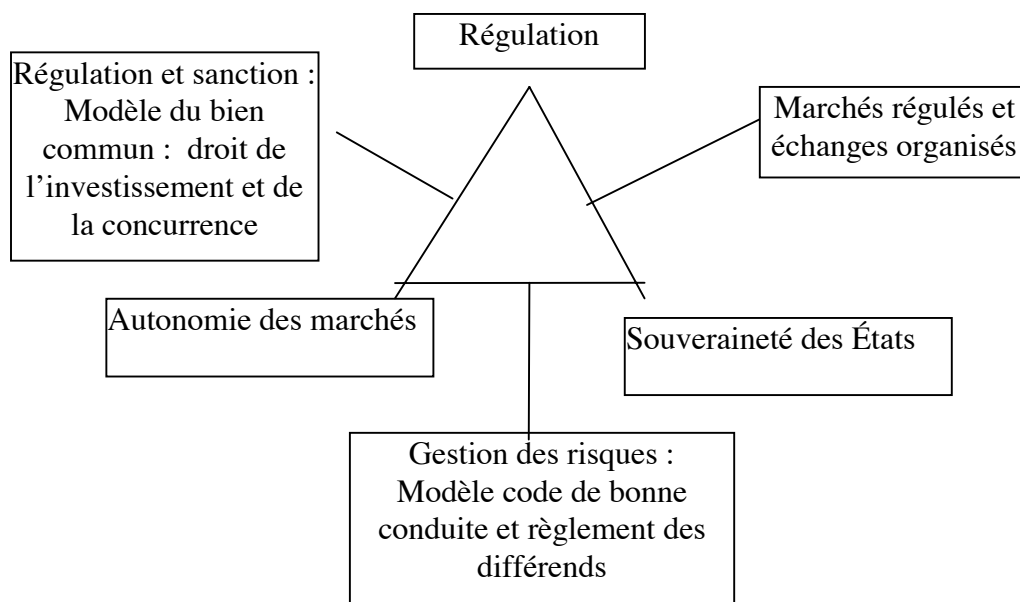 Régulation
Régulation et sanction :
Modèle du bien
commun :  droit de
l’investissement et de
la concurrence
Marchés régulés et
échanges organisés
Autonomie des marchés
Souveraineté des États
Gestion des risques :
Modèle code de bonne
conduite et règlement des
différends